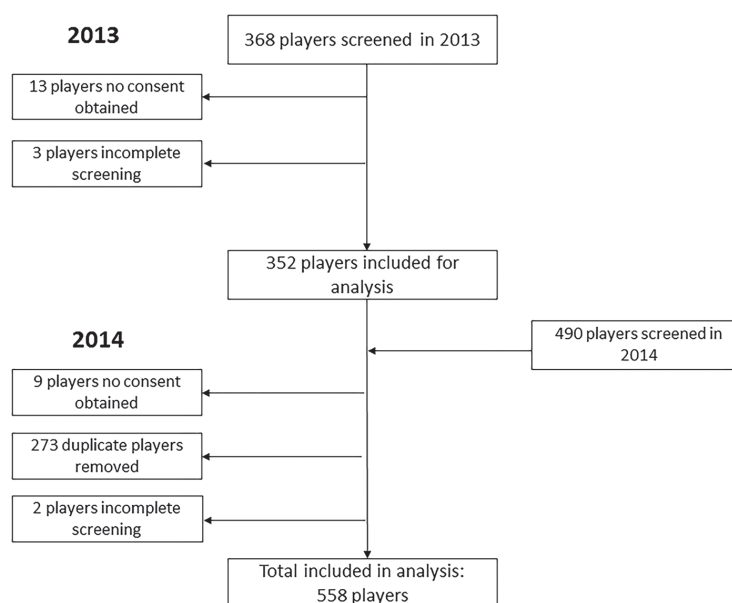 2013
368 players screened in 2013
13 players no consent
obtained
3 players incomplete
screening
352 players included for
analysis
2014
490 players screened in
2014
9 players no consent
obtained
273 duplicate players
removed
2 players incomplete
screening
Total included in analysis:
558 players